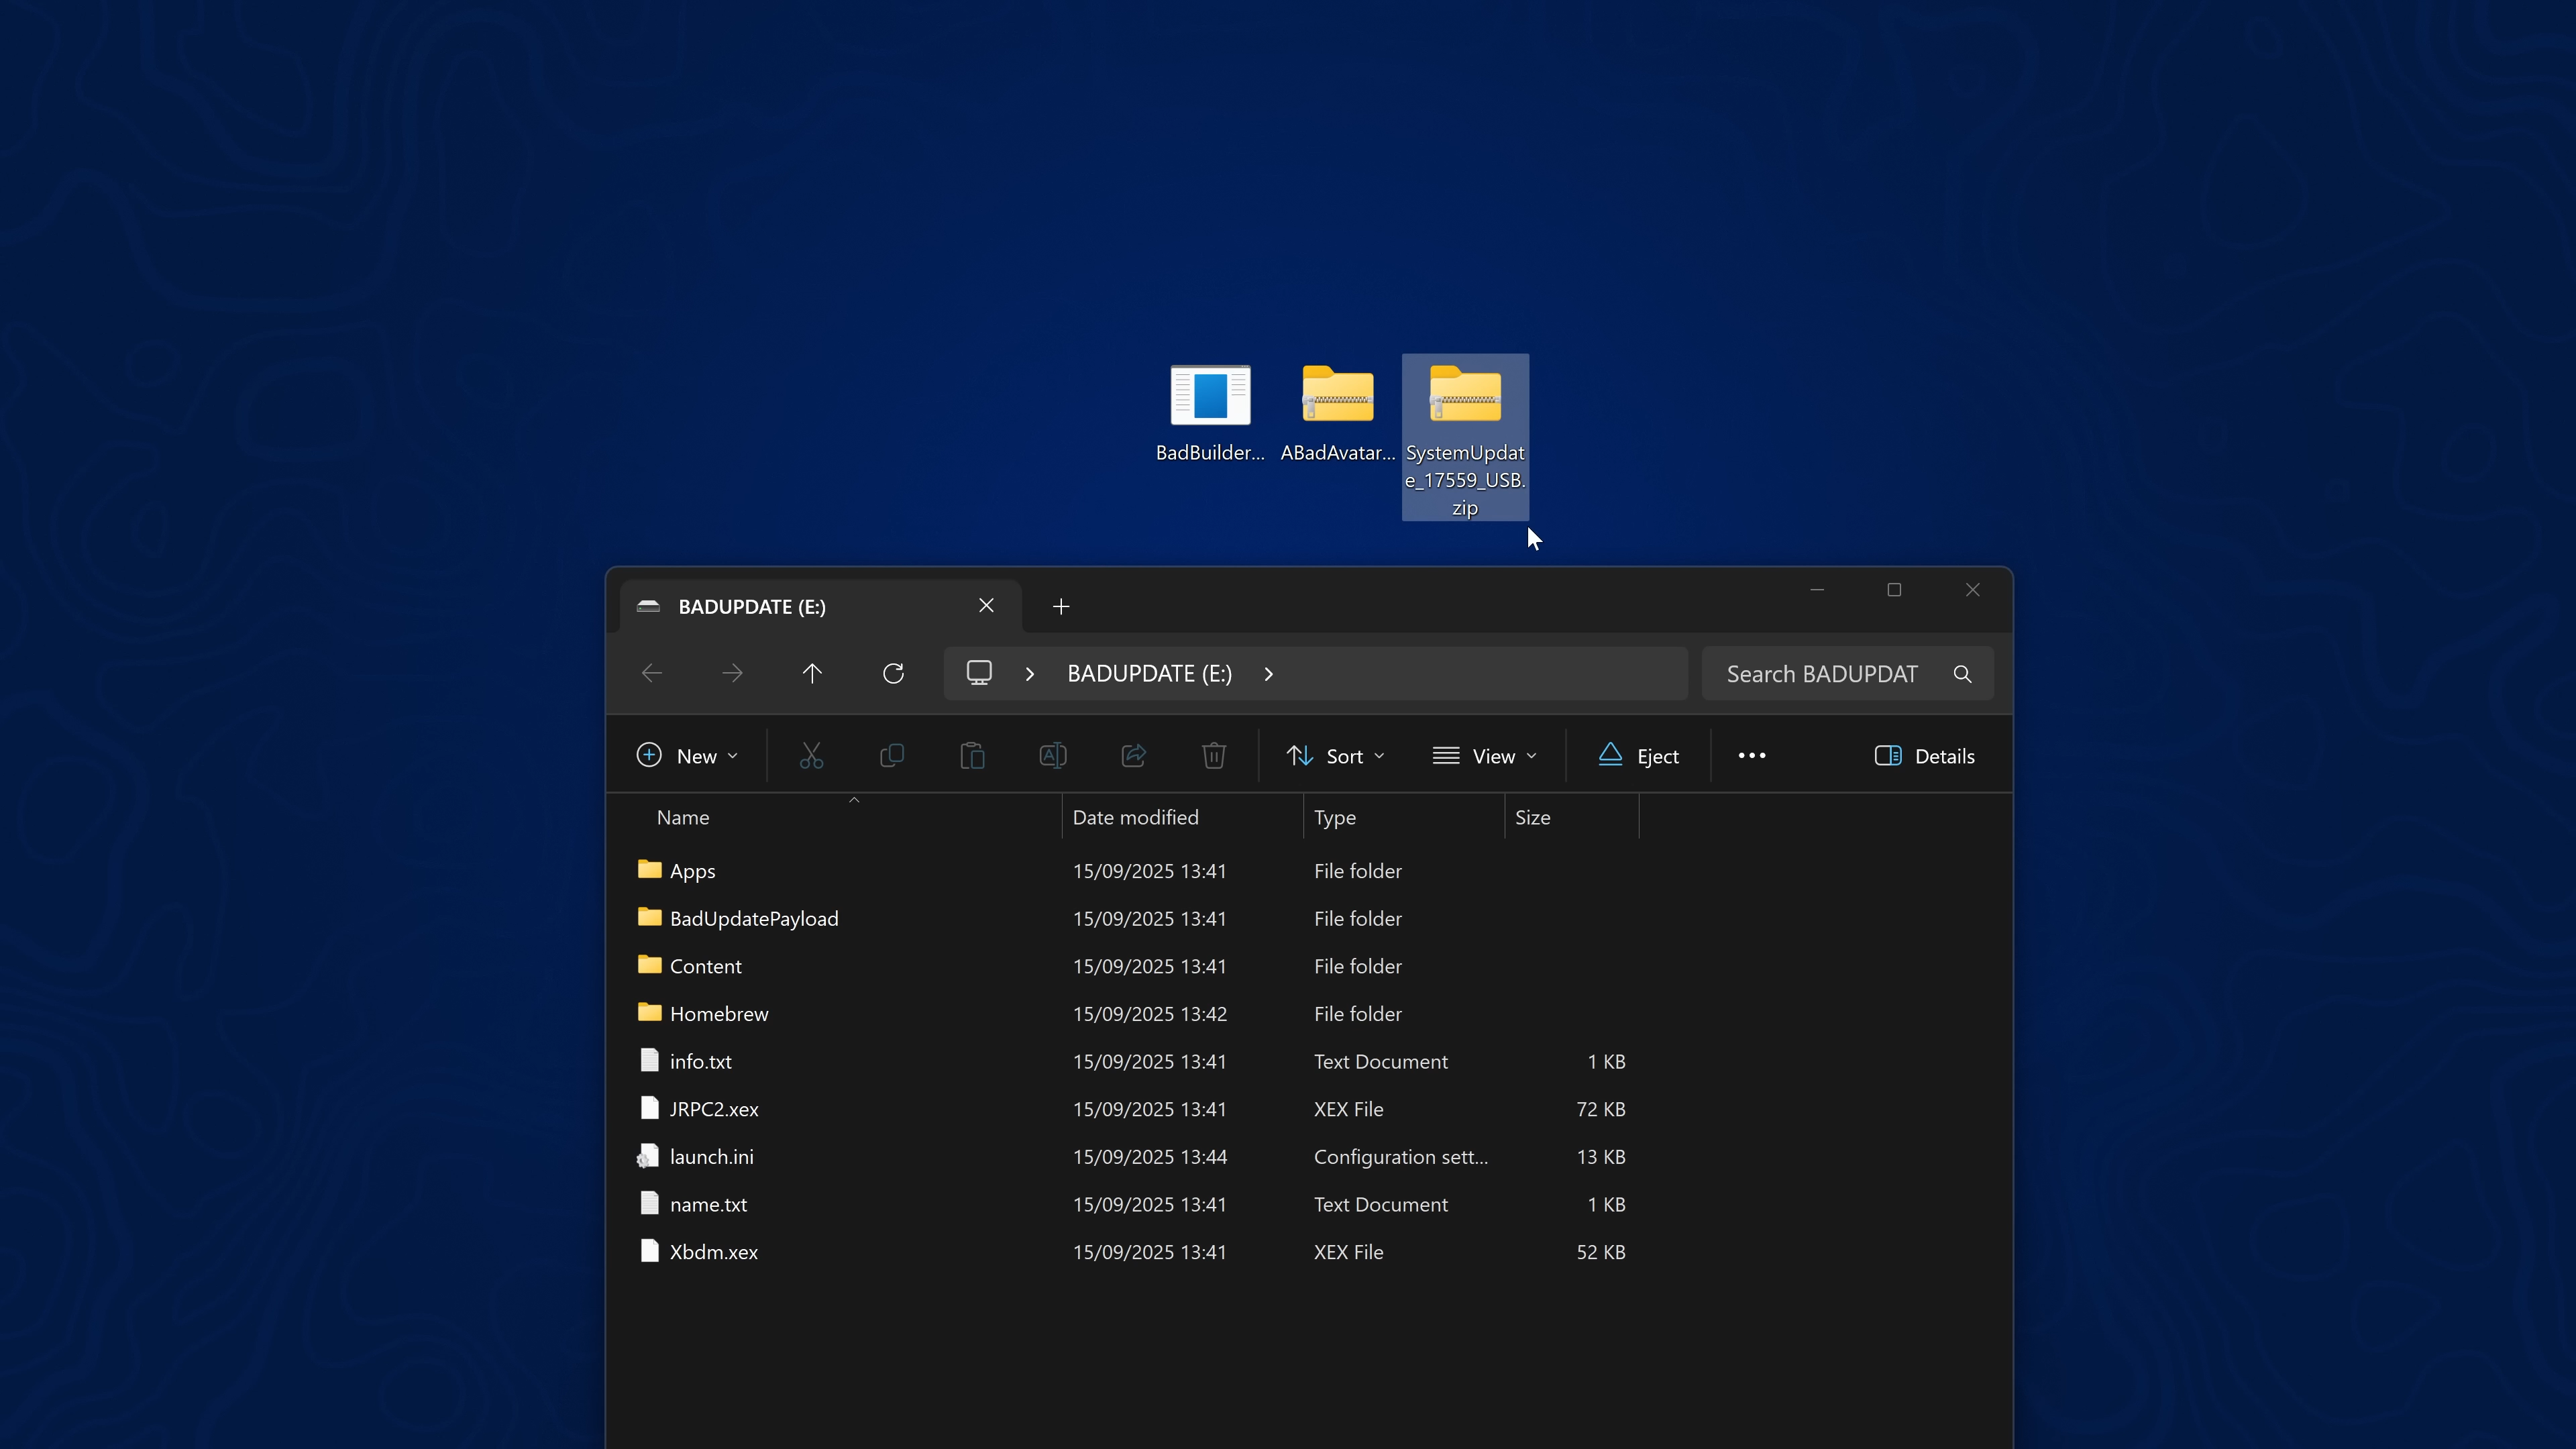 BadBuilder...
ABadAvatar...
SystemUpdat
e_17559_USB.
zip
BADUPDATE (E:)
BADUPDATE (E:)
Search BADUPDAT
New
Sort
View
Eject
Details
Name Date modified Type Size
Apps 15/09/2025 13:41 File folder
BadUpdatePayload 15/09/2025 13:41 File folder
Content 15/09/2025 13:41 File folder
Homebrew 15/09/2025 13:42 File folder
info.txt 15/09/2025 13:41 Text Document 1 KB
JRPC2.xex 15/09/2025 13:41 XEX File 72 KB
launch.ini 15/09/2025 13:44 Configuration sett... 13 KB
name.txt 15/09/2025 13:41 Text Document 1 KB
Xbdm.xex 15/09/2025 13:41 XEX File 52 KB